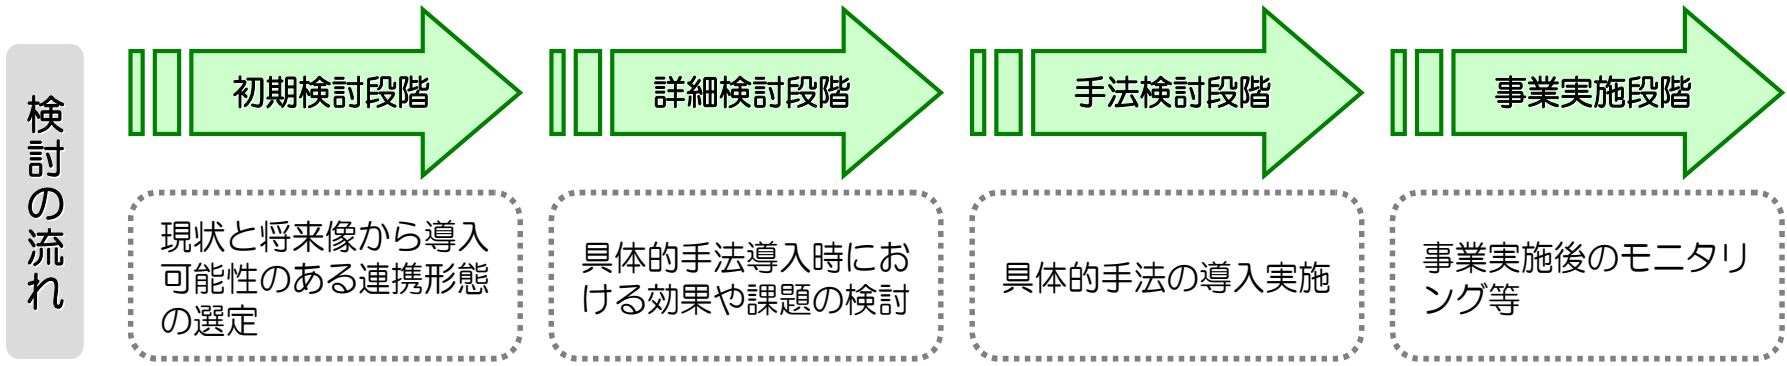 検討の流れ
初期検討段階
現状と将来像から導入
可能性のある連携形態
の選定
詳細検討段階
具体的手法導入時にお
ける効果や課題の検討
手法検討段階
具体的手法の導入実施
事業実施段階
事業実施後のモニタリ
ング等